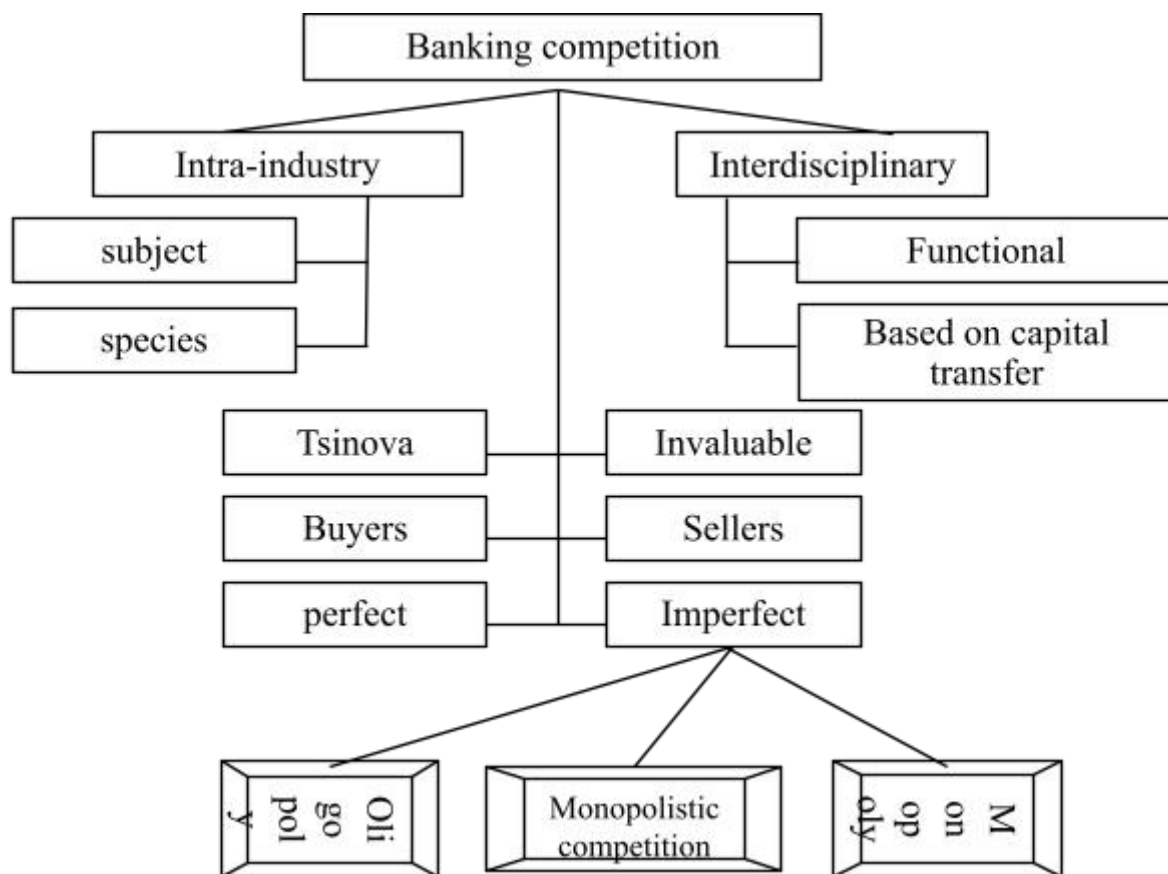 Banking competition
Intra-industry
Interdisciplinary
subject
Functional
species
Based on capital
transfer
Tsinova
Invaluable
Buyers
Sellers
perfect
Imperfect
Oli
go
pol
y
Monopolistic
competition
M
on
op
oly